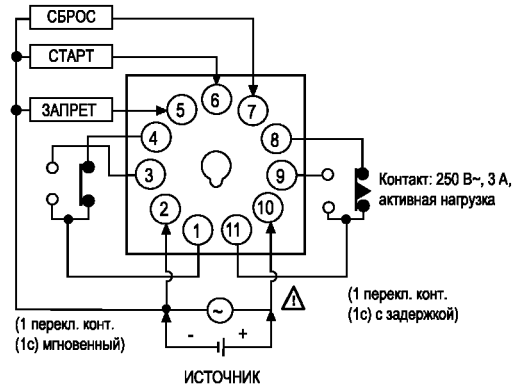 СБРОС
СТАРТ
ЗАПРЕТ
5
6
7
4
8
3
9
2
10
1
11
Контакт: 250 В~, 3 А,
активная нагрузка
~
!
(1 перекл. конт.
(1с) мгновенный)
(1 перекл. конт.
(1с) с задержкой)
- +
ИСТОЧНИК